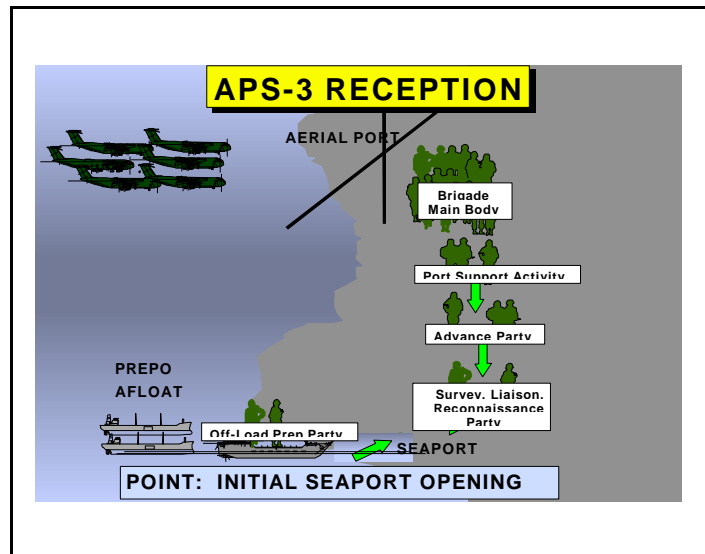 APS-3 RECEPTION
AERIAL PORT
Brigade
Main Body
Port Support Activity
Advance Party
PREPO
AFLOAT
Survey, Liaison,
Reconnaissance
Party
Off-Load Prep Party
SEAPORT
POINT: INITIAL SEAPORT OPENING